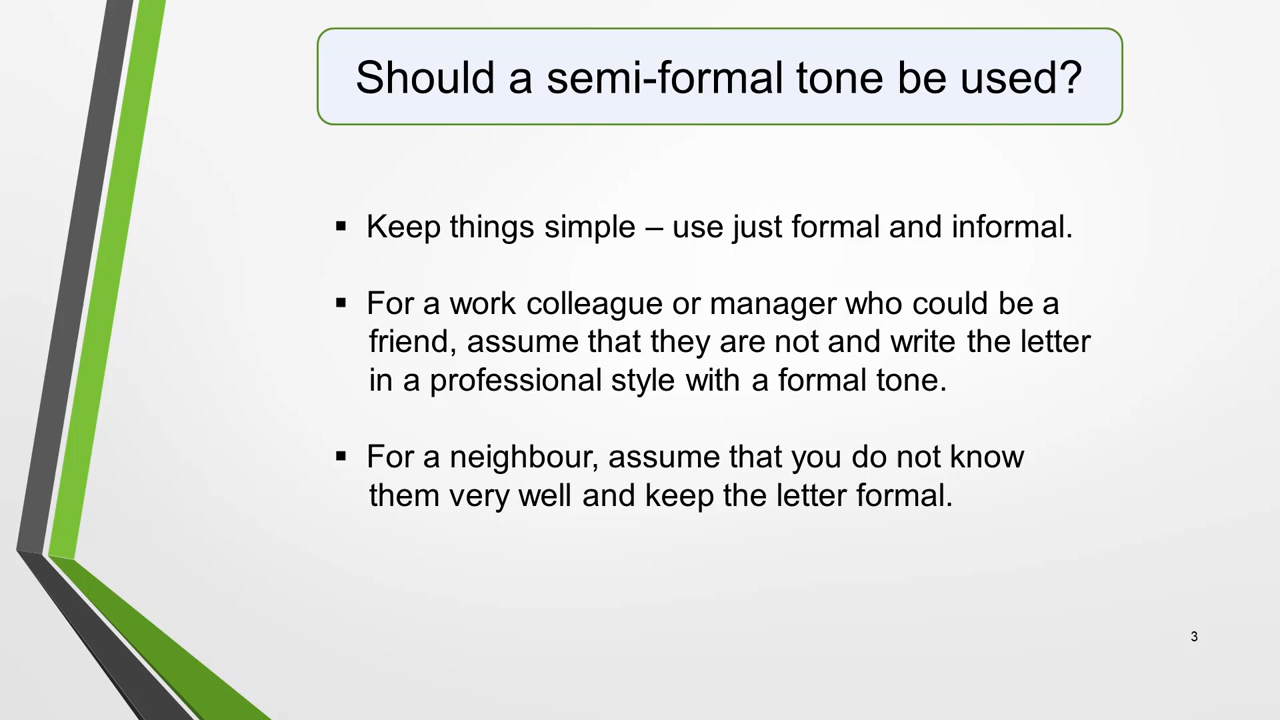 Should a semi-formal tone be used?
▪ Keep things simple – use just formal and informal.
▪ For a work colleague or manager who could be a
friend, assume that they are not and write the letter
in a professional style with a formal tone.
▪ For a neighbour, assume that you do not know
them very well and keep the letter formal.
3